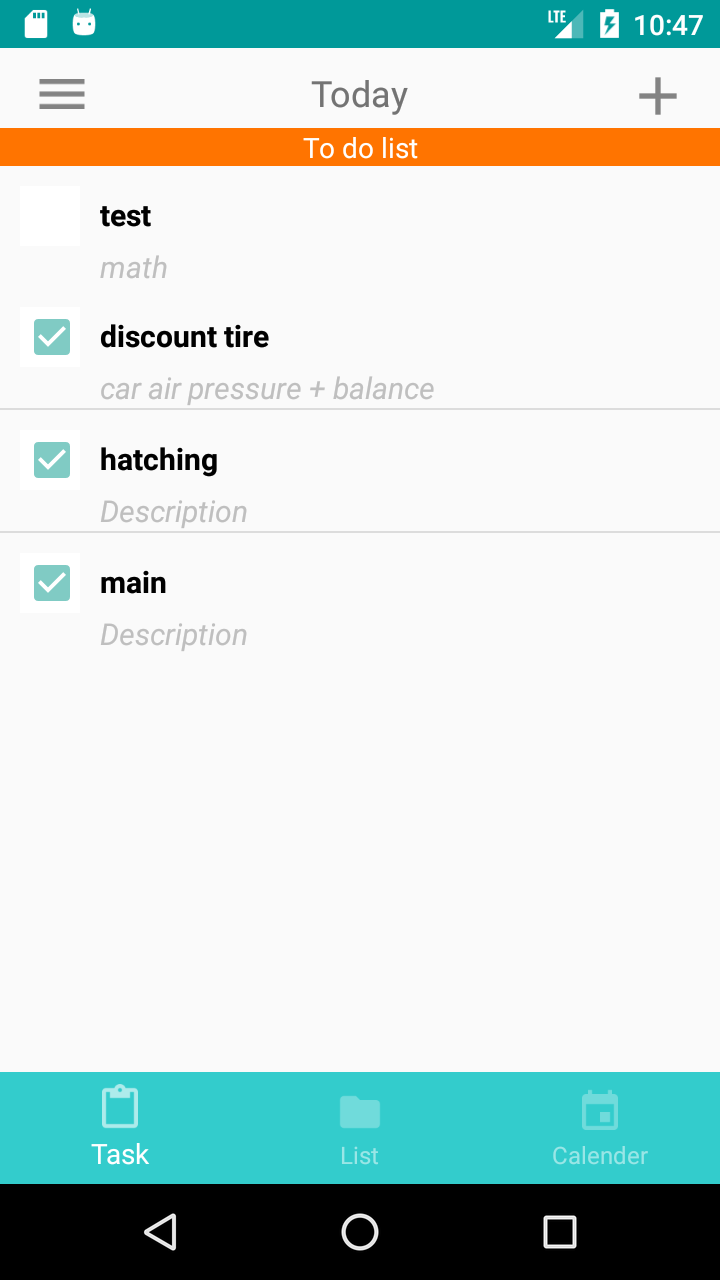 LTE 10:47
Today
To do list
test
math
discount tire
car air pressure + balance
hatching
Description
main
Description
Task List Calender